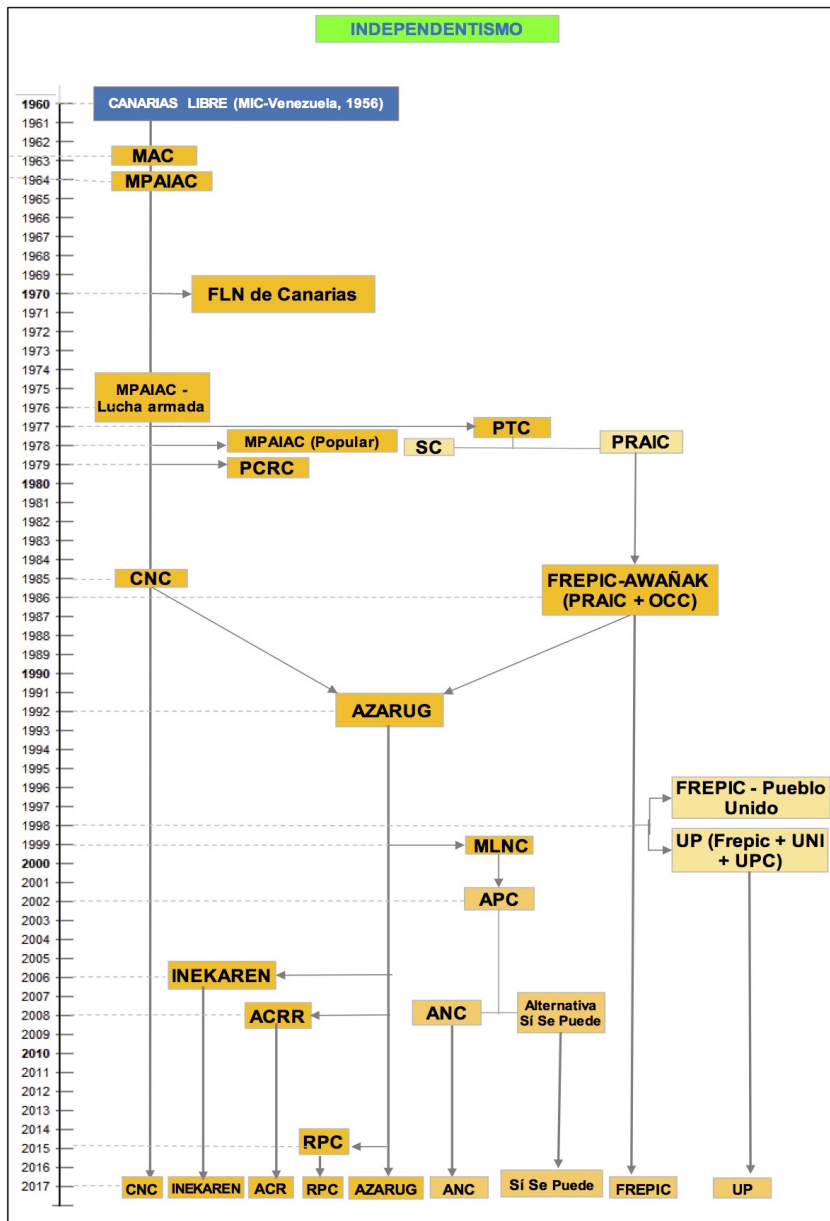 INDEPENDENTISMO
1960
CANARIAS LIBRE (MIC-Venezuela, 1956)
1961
1962
MAC
1963
1964
MPAIAC
1965
1966
1967
1968
1969
1970
FLN de Canarias
1971
1972
1973
1974
1975
MPAIAC -
Lucha armada
1976
1977
PTC
1978
MPAIAC (Popular)
SC
PRAIC
1979
PCRC
1980
1981
1982
1983
1984
1985
CNC
FREPIC-AWAÑAK
(PRAIC + OCC)
1986
1987
1988
1989
1990
1991
1992
AZARUG
1993
1994
1995
1996
FREPIC - Pueblo
Unido
1997
1998
1999
MLNC
UP (Frepic + UNI
+ UPC)
2000
2001
2002
APC
2003
2004
2005
2006
INEKAREN
2007
2008
ACRR
ANC
Alternativa
Sí Se Puede
2009
2010
2011
2012
2013
2014
2015
RPC
2016
2017
CNC
INEKAREN
ACR
RPC
AZARUG
ANC
Sí Se Puede
FREPIC
UP